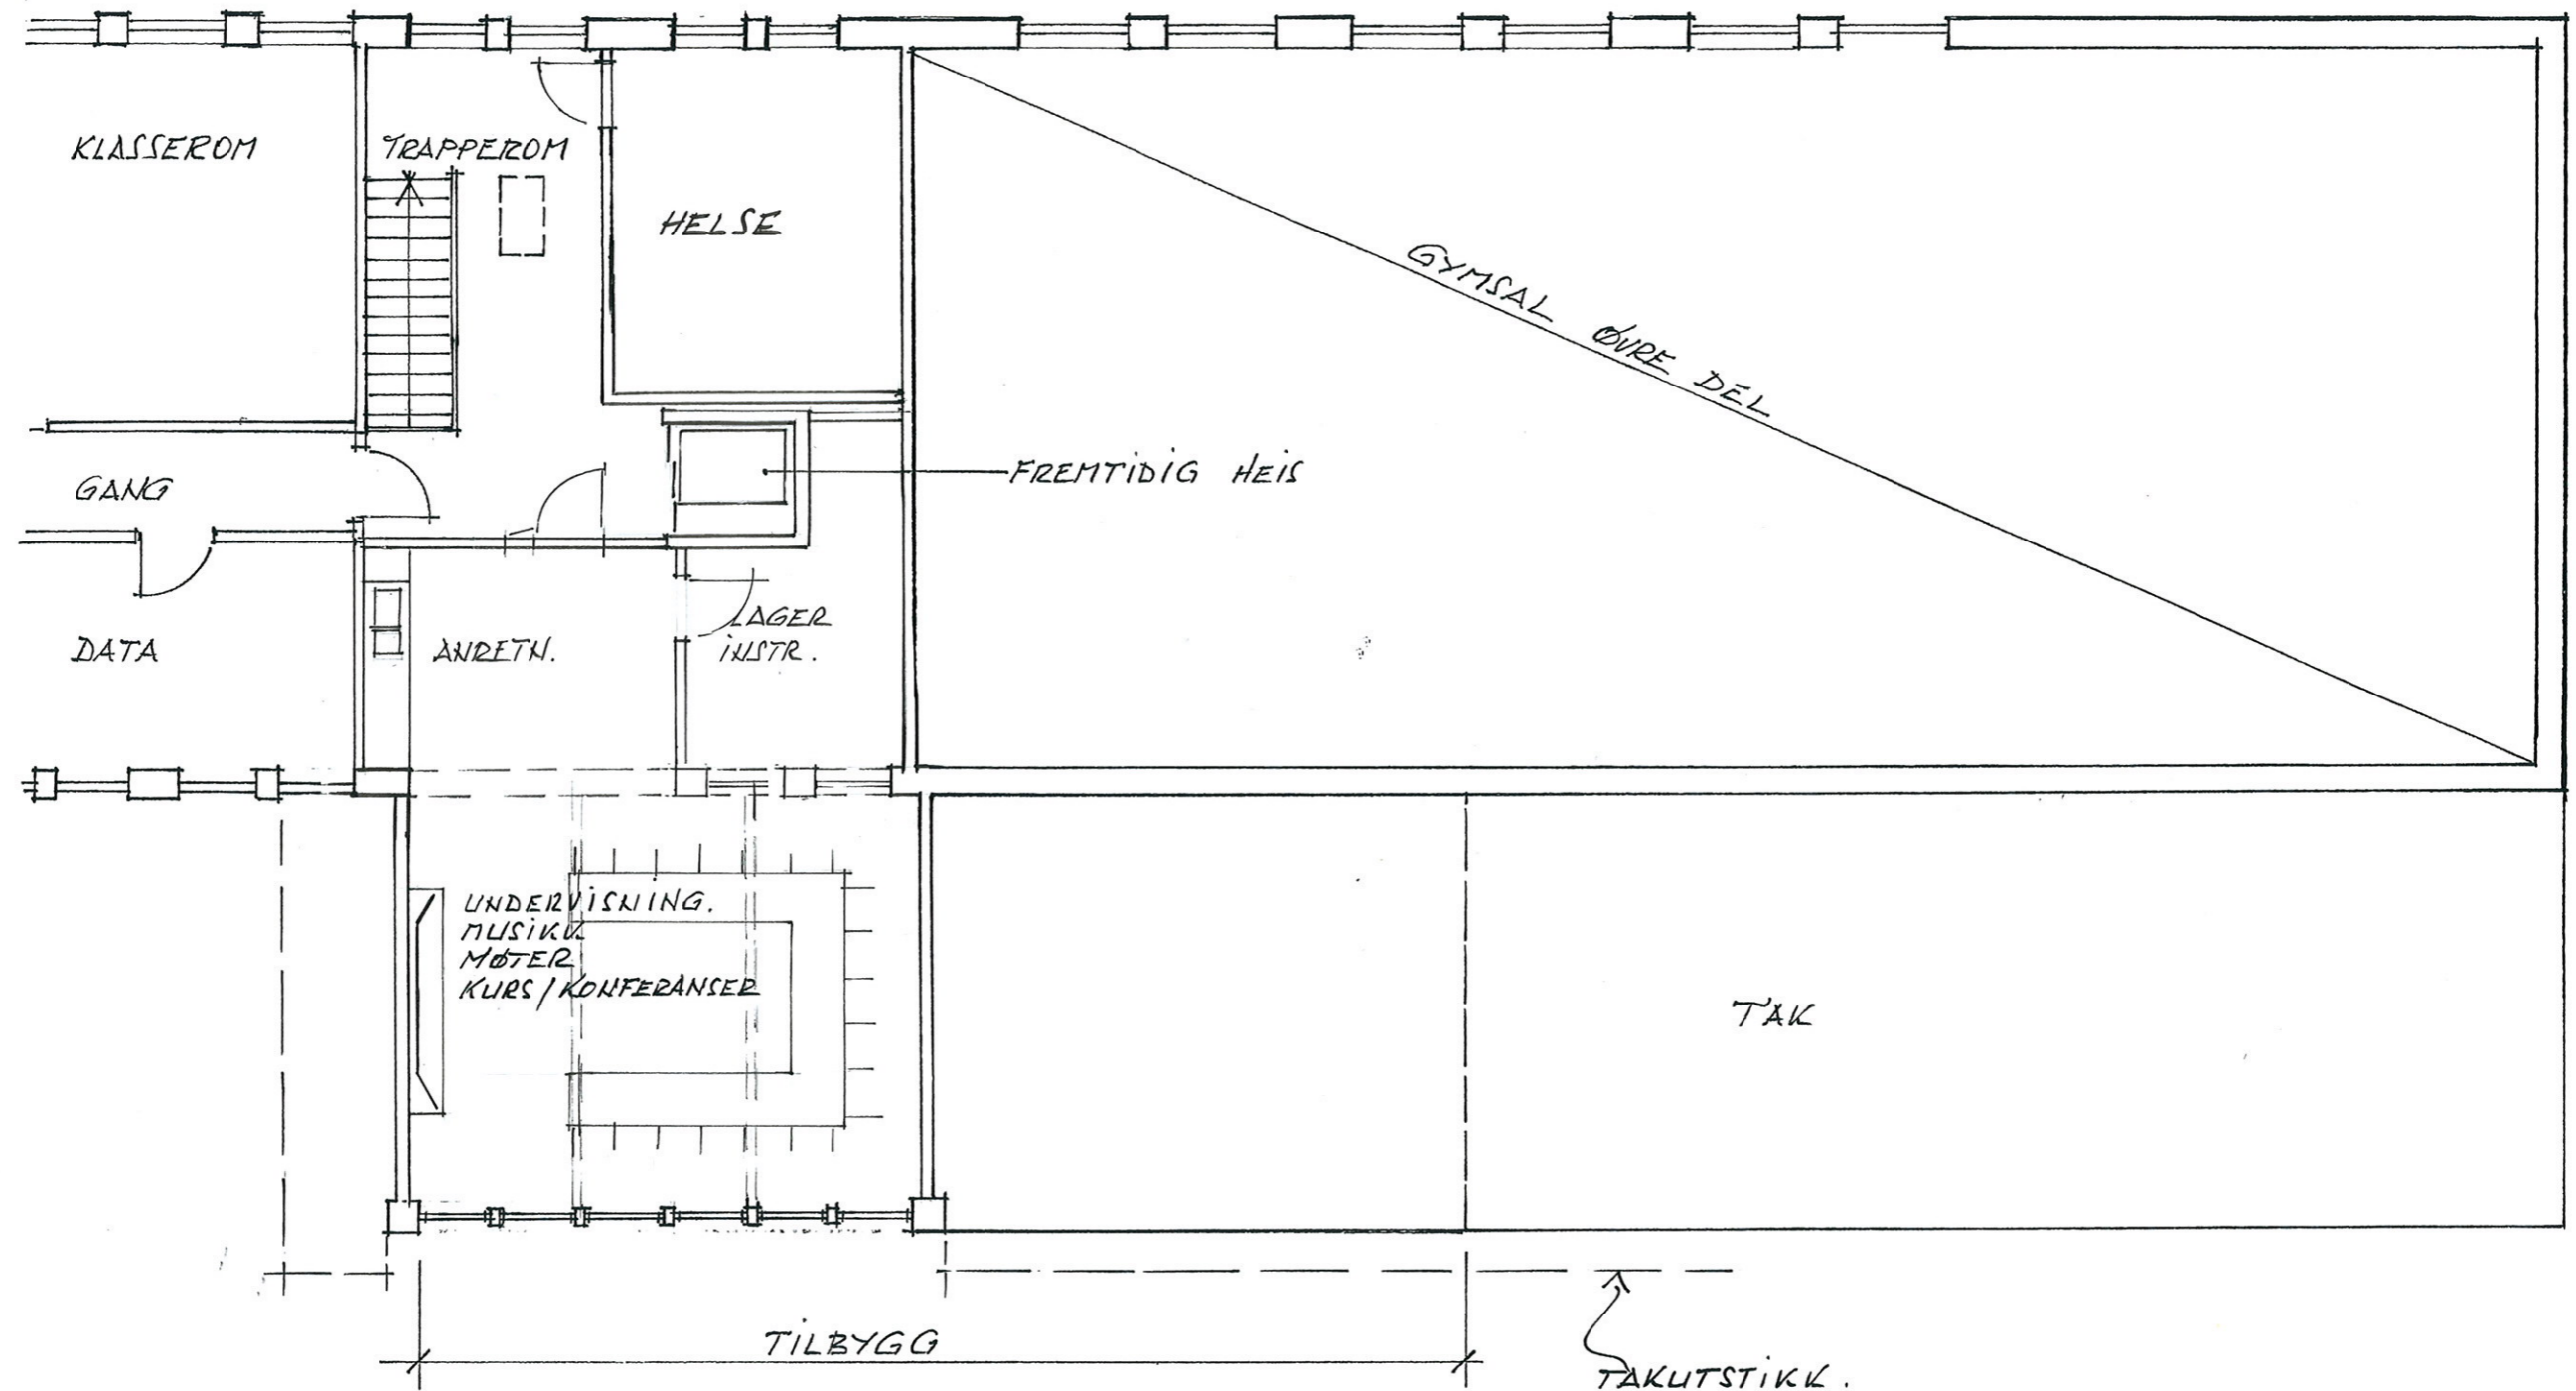 KLASSEROM
TRAPPEROM
HELSE
GYMSAL ØVRE DEL
GANG
FREMTIDIG HEIS
DATA
ANRETN.
LAGER
INSTR.
UNDERVISNING.
MUSIKK
MØTER
KURS/KONFERANSER
TAK
TILBYGG
TAKUTSTIKK.